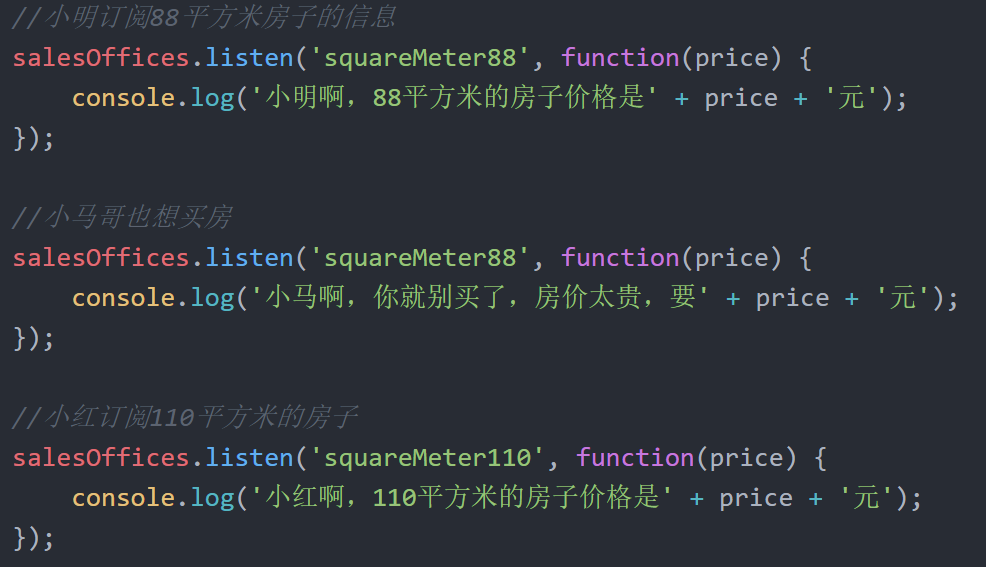 //小明订阅88平方米房子的信息
salesOffices.listen('squareMeter88', function(price) {
    console.log('小明啊，88平方米的房子价格是' + price + '元');
});

//小马哥也想买房
salesOffices.listen('squareMeter88', function(price) {
    console.log('小马啊，你就别买了，房价太贵，要' + price + '元');
});

//小红订阅110平方米的房子
salesOffices.listen('squareMeter110', function(price) {
    console.log('小红啊，110平方米的房子价格是' + price + '元');
});